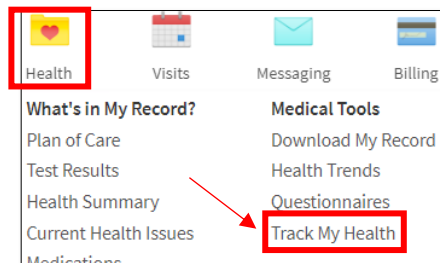 Health Visits Messaging Billing
What's in My Record? Medical Tools
Plan of Care Download My Record
Test Results Health Trends
Health Summary Questionnaires
Current Health Issues Track My Health
Medications